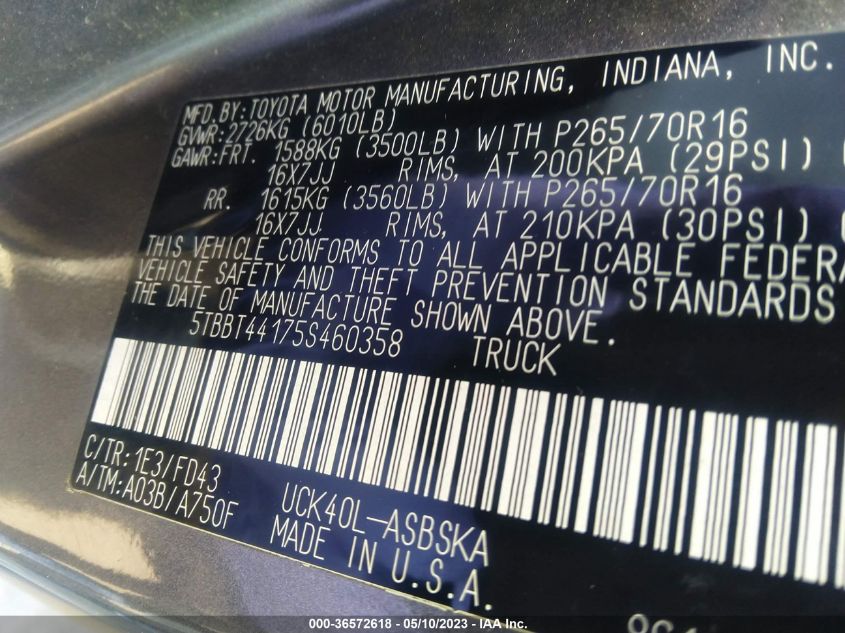 MFD. BY: TOYOTA MOTOR MANUFACTURING, INDIANA, INC.
GVWR: 2726KG (6010LB)
GAWR: FRT. 1588KG (3500LB) WITH P265/70R16
16X7JJ RIMS, AT 200KPA (29PSI) (
RR. 1615KG (3560LB) WITH P265/70R16
16X7JJ RIMS, AT 210KPA (30PSI) (
THIS VEHICLE CONFORMS TO ALL APPLICABLE FEDERA
VEHICLE SAFETY AND THEFT PREVENTION STANDARDS
THE DATE OF MANUFACTURE SHOWN ABOVE.
5TBBT44175S460358 TRUCK
C/TR: 1E3/FD43
A/TM: A03B/A750F
UCK40L-ASBSKA
MADE IN U.S.A.
000-36572618 - 05/10/2023 - IAA Inc.